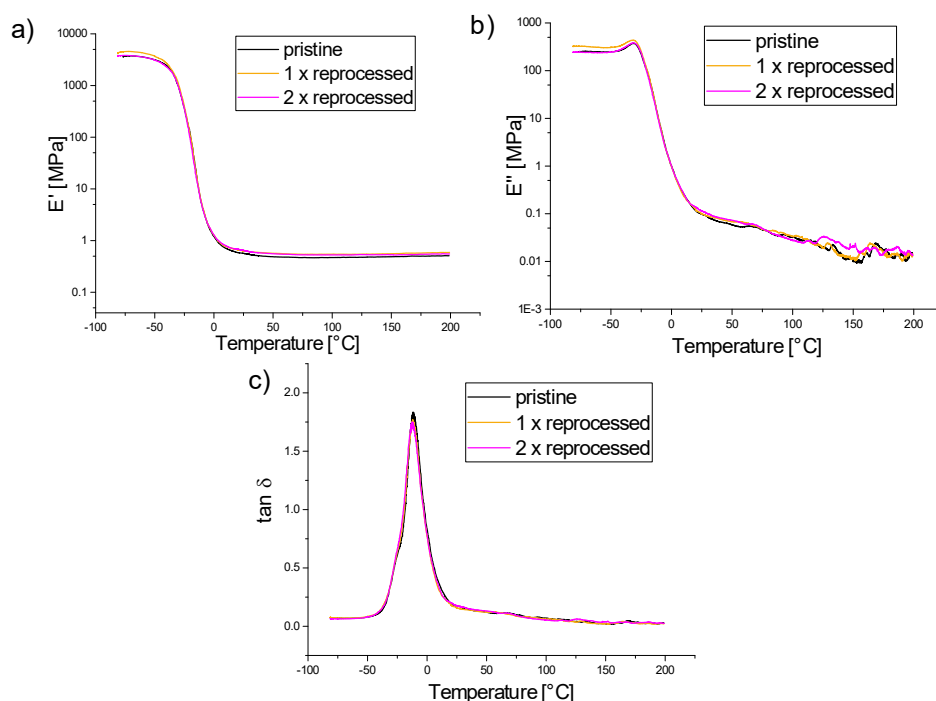 a)
pristine
1 x reprocessed
2 x reprocessed
10000
1000
100
10
1
0.1
E' [MPa]
-100 -50 0 50 100 150 200
Temperature [°C]
b)
pristine
1 x reprocessed
2 x reprocessed
1000
100
10
1
0.1
0.01
1E-3
E'' [MPa]
-100 -50 0 50 100 150 200
Temperature [°C]
c)
pristine
1 x reprocessed
2 x reprocessed
2.0
1.5
1.0
0.5
0.0
tan δ
-100 -50 0 50 100 150 200
Temperature [°C]